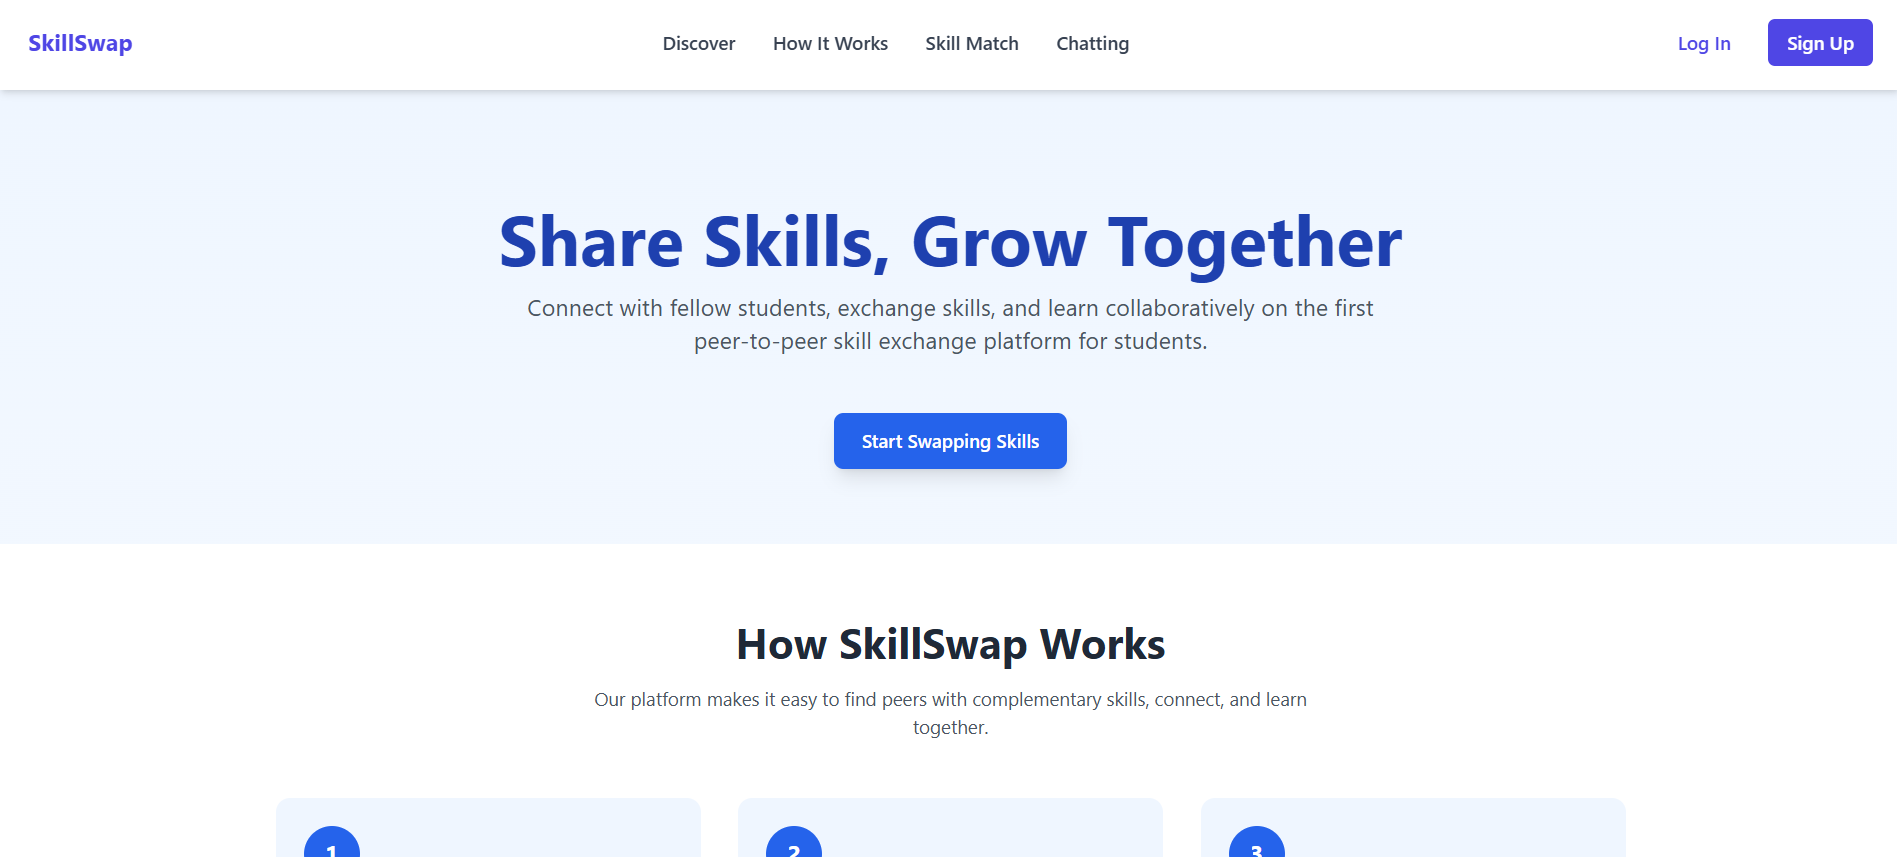 SkillSwap
Discover How It Works Skill Match Chatting
Log In Sign Up
Share Skills, Grow Together
Connect with fellow students, exchange skills, and learn collaboratively on the first
peer-to-peer skill exchange platform for students.
Start Swapping Skills
How SkillSwap Works
Our platform makes it easy to find peers with complementary skills, connect, and learn
together.
1 2 3